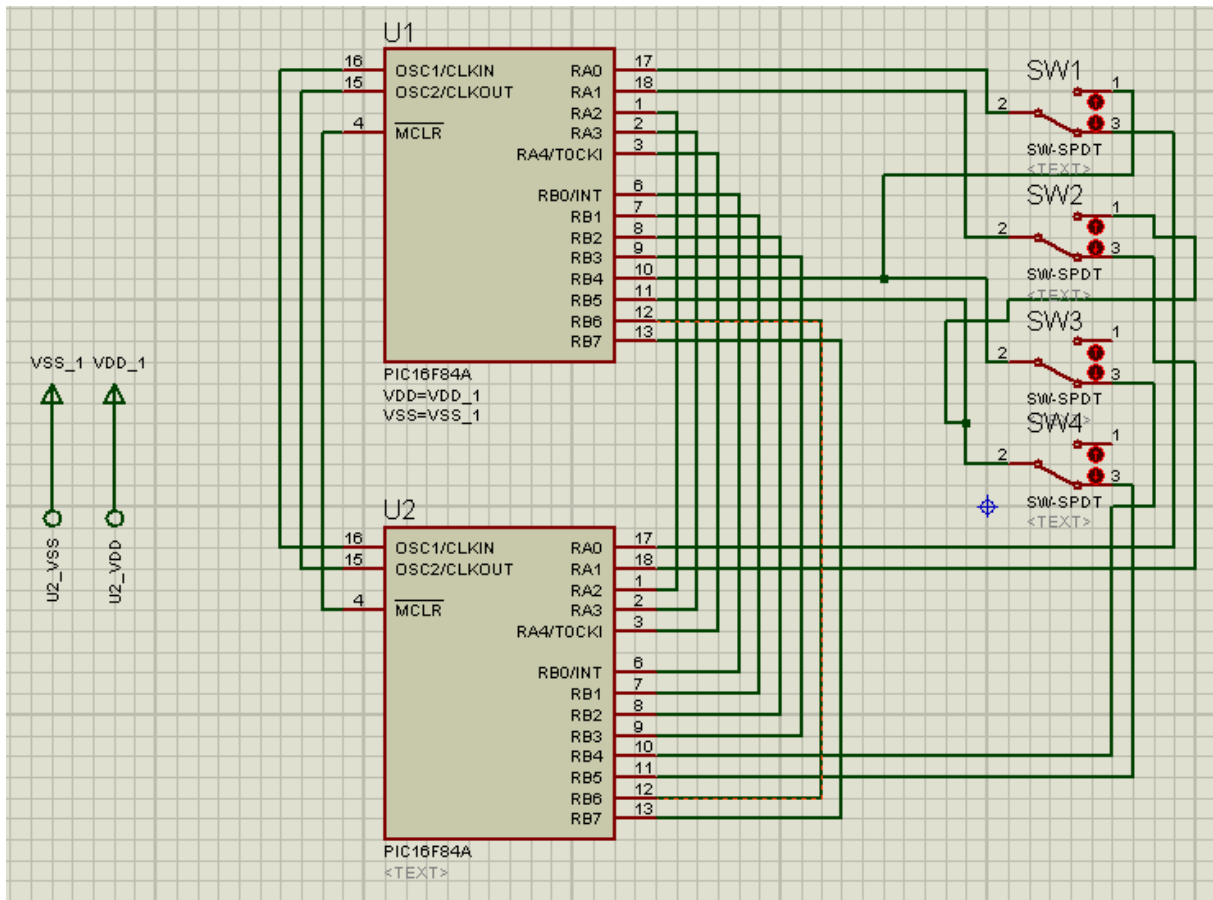 U1
16 OSC1/CLKIN RA0 17
15 OSC2/CLKOUT RA1 18
RA2 1
4 MCLR RA3 2
RA4/T0CKI 3
RB0/INT 6
RB1 7
RB2 8
RB3 9
RB4 10
RB5 11
RB6 12
RB7 13
PIC16F84A
VDD=VDD_1
VSS=VSS_1
SW1
1
2
3
SW-SPDT
<TEXT>
SW2
1
2
3
SW-SPDT
<TEXT>
SW3
1
2
3
SW-SPDT
<TEXT>
SW4
1
2
3
SW-SPDT
<TEXT>
VSS_1 VDD_1
U2_VSS
U2_VDD
U2
16 OSC1/CLKIN RA0 17
15 OSC2/CLKOUT RA1 18
RA2 1
4 MCLR RA3 2
RA4/T0CKI 3
RB0/INT 6
RB1 7
RB2 8
RB3 9
RB4 10
RB5 11
RB6 12
RB7 13
PIC16F84A
<TEXT>